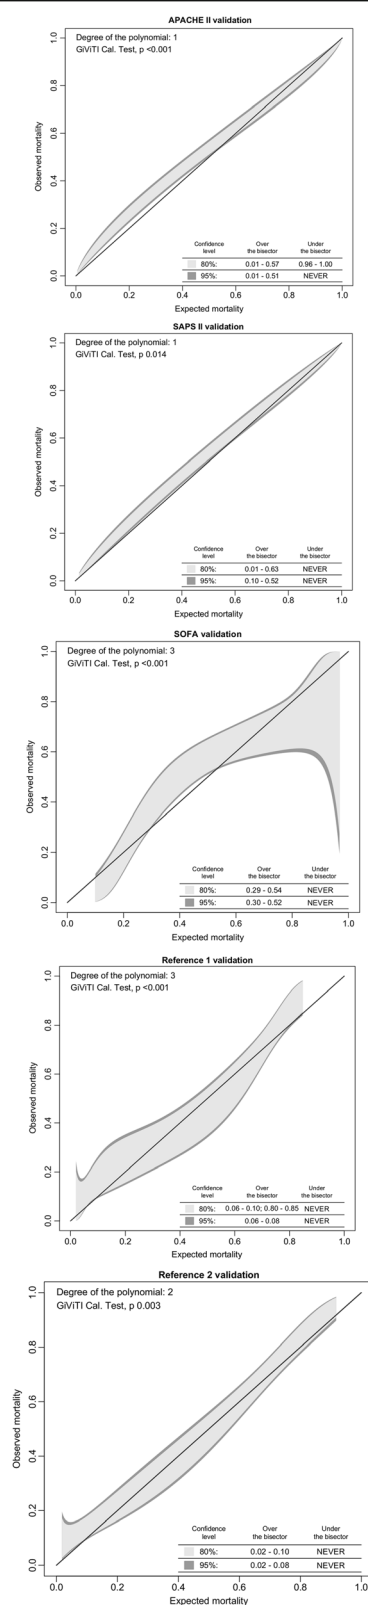 APACHE II validation
Degree of the polynomial: 1
GiViTI Cal. Test, p <0.001
Observed mortality
0.0 0.2 0.4 0.6 0.8 1.0
Confidence level Over the bisector Under the bisector
80%: 0.01 - 0.57 0.96 - 1.00
95%: 0.01 - 0.51 NEVER
0.0 0.2 0.4 0.6 0.8 1.0
Expected mortality
SAPS II validation
Degree of the polynomial: 1
GiViTI Cal. Test, p 0.014
Observed mortality
0.0 0.2 0.4 0.6 0.8 1.0
Confidence level Over the bisector Under the bisector
80%: 0.01 - 0.63 NEVER
95%: 0.10 - 0.52 NEVER
0.0 0.2 0.4 0.6 0.8 1.0
Expected mortality
SOFA validation
Degree of the polynomial: 3
GiViTI Cal. Test, p <0.001
Observed mortality
0.0 0.2 0.4 0.6 0.8 1.0
Confidence level Over the bisector Under the bisector
80%: 0.29 - 0.54 NEVER
95%: 0.30 - 0.52 NEVER
0.0 0.2 0.4 0.6 0.8 1.0
Expected mortality
Reference 1 validation
Degree of the polynomial: 3
GiViTI Cal. Test, p <0.001
Observed mortality
0.0 0.2 0.4 0.6 0.8 1.0
Confidence level Over the bisector Under the bisector
80%: 0.06 - 0.10; 0.80 - 0.85 NEVER
95%: 0.06 - 0.08 NEVER
0.0 0.2 0.4 0.6 0.8 1.0
Expected mortality
Reference 2 validation
Degree of the polynomial: 2
GiViTI Cal. Test, p 0.003
Observed mortality
0.0 0.2 0.4 0.6 0.8 1.0
Confidence level Over the bisector Under the bisector
80%: 0.02 - 0.10 NEVER
95%: 0.02 - 0.08 NEVER
0.0 0.2 0.4 0.6 0.8 1.0
Expected mortality